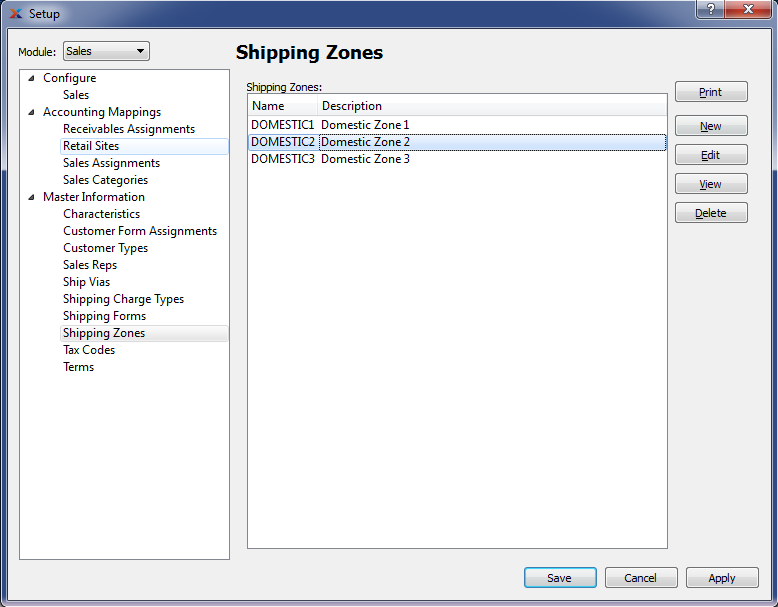 Setup
?
Module: Sales
Shipping Zones
Configure
Sales
Accounting Mappings
Receivables Assignments
Retail Sites
Sales Assignments
Sales Categories
Master Information
Characteristics
Customer Form Assignments
Customer Types
Sales Reps
Ship Vias
Shipping Charge Types
Shipping Forms
Shipping Zones
Tax Codes
Terms
Shipping Zones:
Name Description
DOMESTIC1 Domestic Zone 1
DOMESTIC2 Domestic Zone 2
DOMESTIC3 Domestic Zone 3
Print
New
Edit
View
Delete
Save Cancel Apply